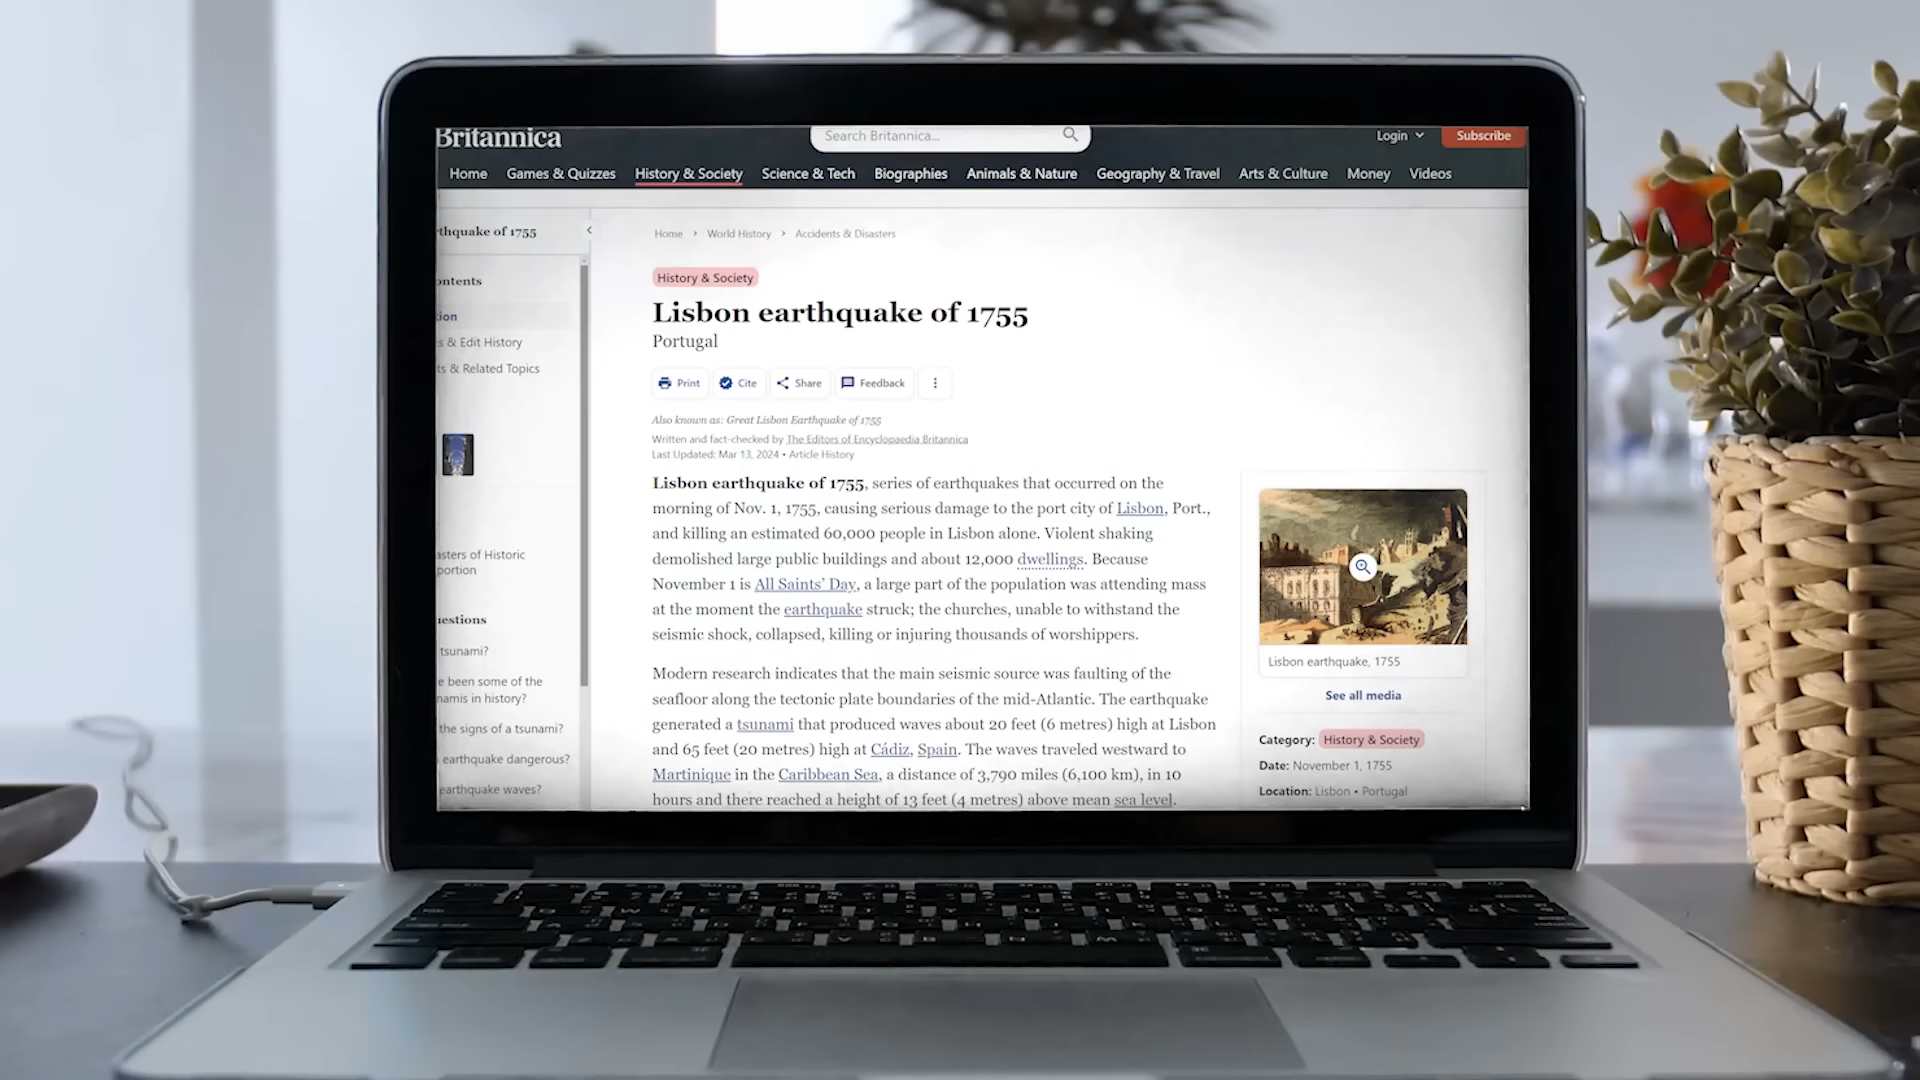 Britannica
Search Britannica...
Login
Subscribe
Home Games & Quizzes History & Society Science & Tech Biographies Animals & Nature Geography & Travel Arts & Culture Money Videos
thquake of 1755
ontents
tion
s & Edit History
ts & Related Topics
asters of Historic
portion
uestions
tsunami?
e been some of the
namis in history?
the signs of a tsunami?
earthquake dangerous?
earthquake waves?
Home > World History > Accidents & Disasters
History & Society
Lisbon earthquake of 1755
Portugal
Print Cite Share Feedback
Also known as: Great Lisbon Earthquake of 1755
Written and fact-checked by The Editors of Encyclopaedia Britannica
Last Updated: Mar 13, 2024 • Article History
Lisbon earthquake of 1755, series of earthquakes that occurred on the
morning of Nov. 1, 1755, causing serious damage to the port city of Lisbon, Port.,
and killing an estimated 60,000 people in Lisbon alone. Violent shaking
demolished large public buildings and about 12,000 dwellings. Because
November 1 is All Saints’ Day, a large part of the population was attending mass
at the moment the earthquake struck; the churches, unable to withstand the
seismic shock, collapsed, killing or injuring thousands of worshippers.
Modern research indicates that the main seismic source was faulting of the
seafloor along the tectonic plate boundaries of the mid-Atlantic. The earthquake
generated a tsunami that produced waves about 20 feet (6 metres) high at Lisbon
and 65 feet (20 metres) high at Cádiz, Spain. The waves traveled westward to
Martinique in the Caribbean Sea, a distance of 3,790 miles (6,100 km), in 10
hours and there reached a height of 13 feet (4 metres) above mean sea level.
Lisbon earthquake, 1755
See all media
Category: History & Society
Date: November 1, 1755
Location: Lisbon • Portugal